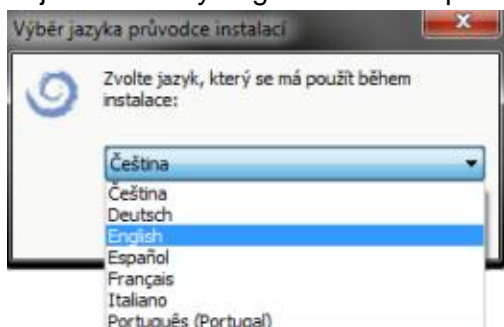 Výběr jazyka průvodce instalací
Zvolte jazyk, který se má použít během
instalace:
Čeština
Čeština
Deutsch
English
Español
Français
Italiano
Português (Portugal)